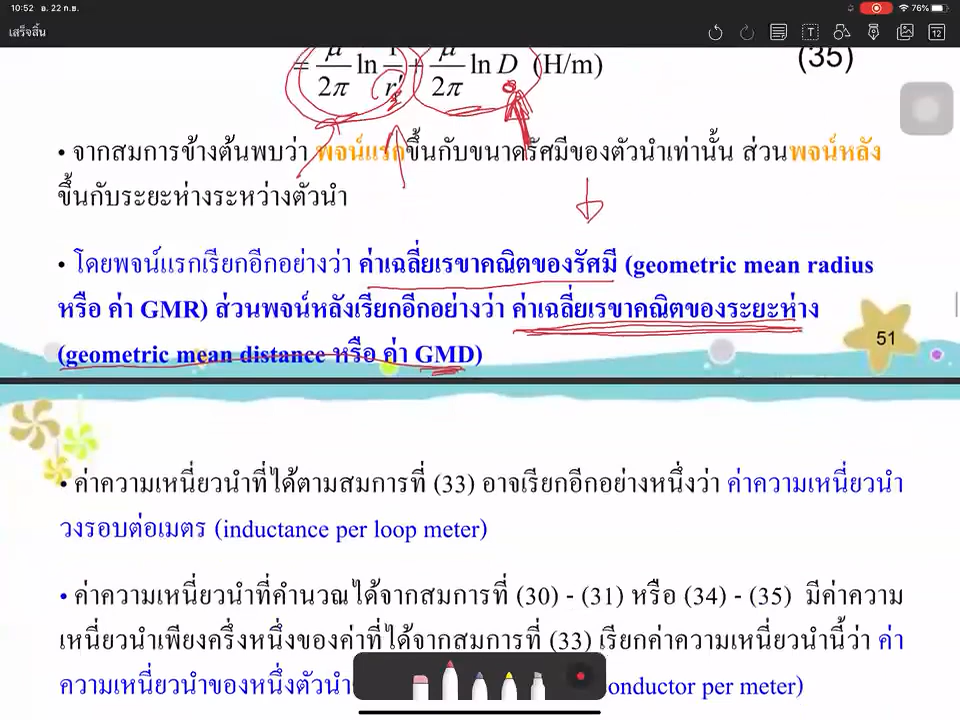 10:52 อ. 22 ก.ย. 76%
เสร็จสิ้น
= μ/2π ln 1/r' + μ/2π ln D (H/m) (35)
• จากสมการข้างต้นพบว่า พจน์แรกขึ้นกับขนาดรัศมีของตัวนำเท่านั้น ส่วนพจน์หลัง
ขึ้นกับระยะห่างระหว่างตัวนำ
• โดยพจน์แรกเรียกอีกอย่างว่า ค่าเฉลี่ยเรขาคณิตของรัศมี (geometric mean radius
หรือ ค่า GMR) ส่วนพจน์หลังเรียกอีกอย่างว่า ค่าเฉลี่ยเรขาคณิตของระยะห่าง
(geometric mean distance หรือ ค่า GMD)
51
• ค่าความเหนี่ยวนำที่ได้ตามสมการที่ (33) อาจเรียกอีกอย่างหนึ่งว่า ค่าความเหนี่ยวนำ
วงรอบต่อเมตร (inductance per loop meter)
• ค่าความเหนี่ยวนำที่คำนวณได้จากสมการที่ (30) - (31) หรือ (34) - (35) มีค่าความ
เหนี่ยวนำเพียงครึ่งหนึ่งของค่าที่ได้จากสมการที่ (33) เรียกค่าความเหนี่ยวนำนี้ว่า ค่า
ความเหนี่ยวนำของหนึ่งตัวนำ onductor per meter)